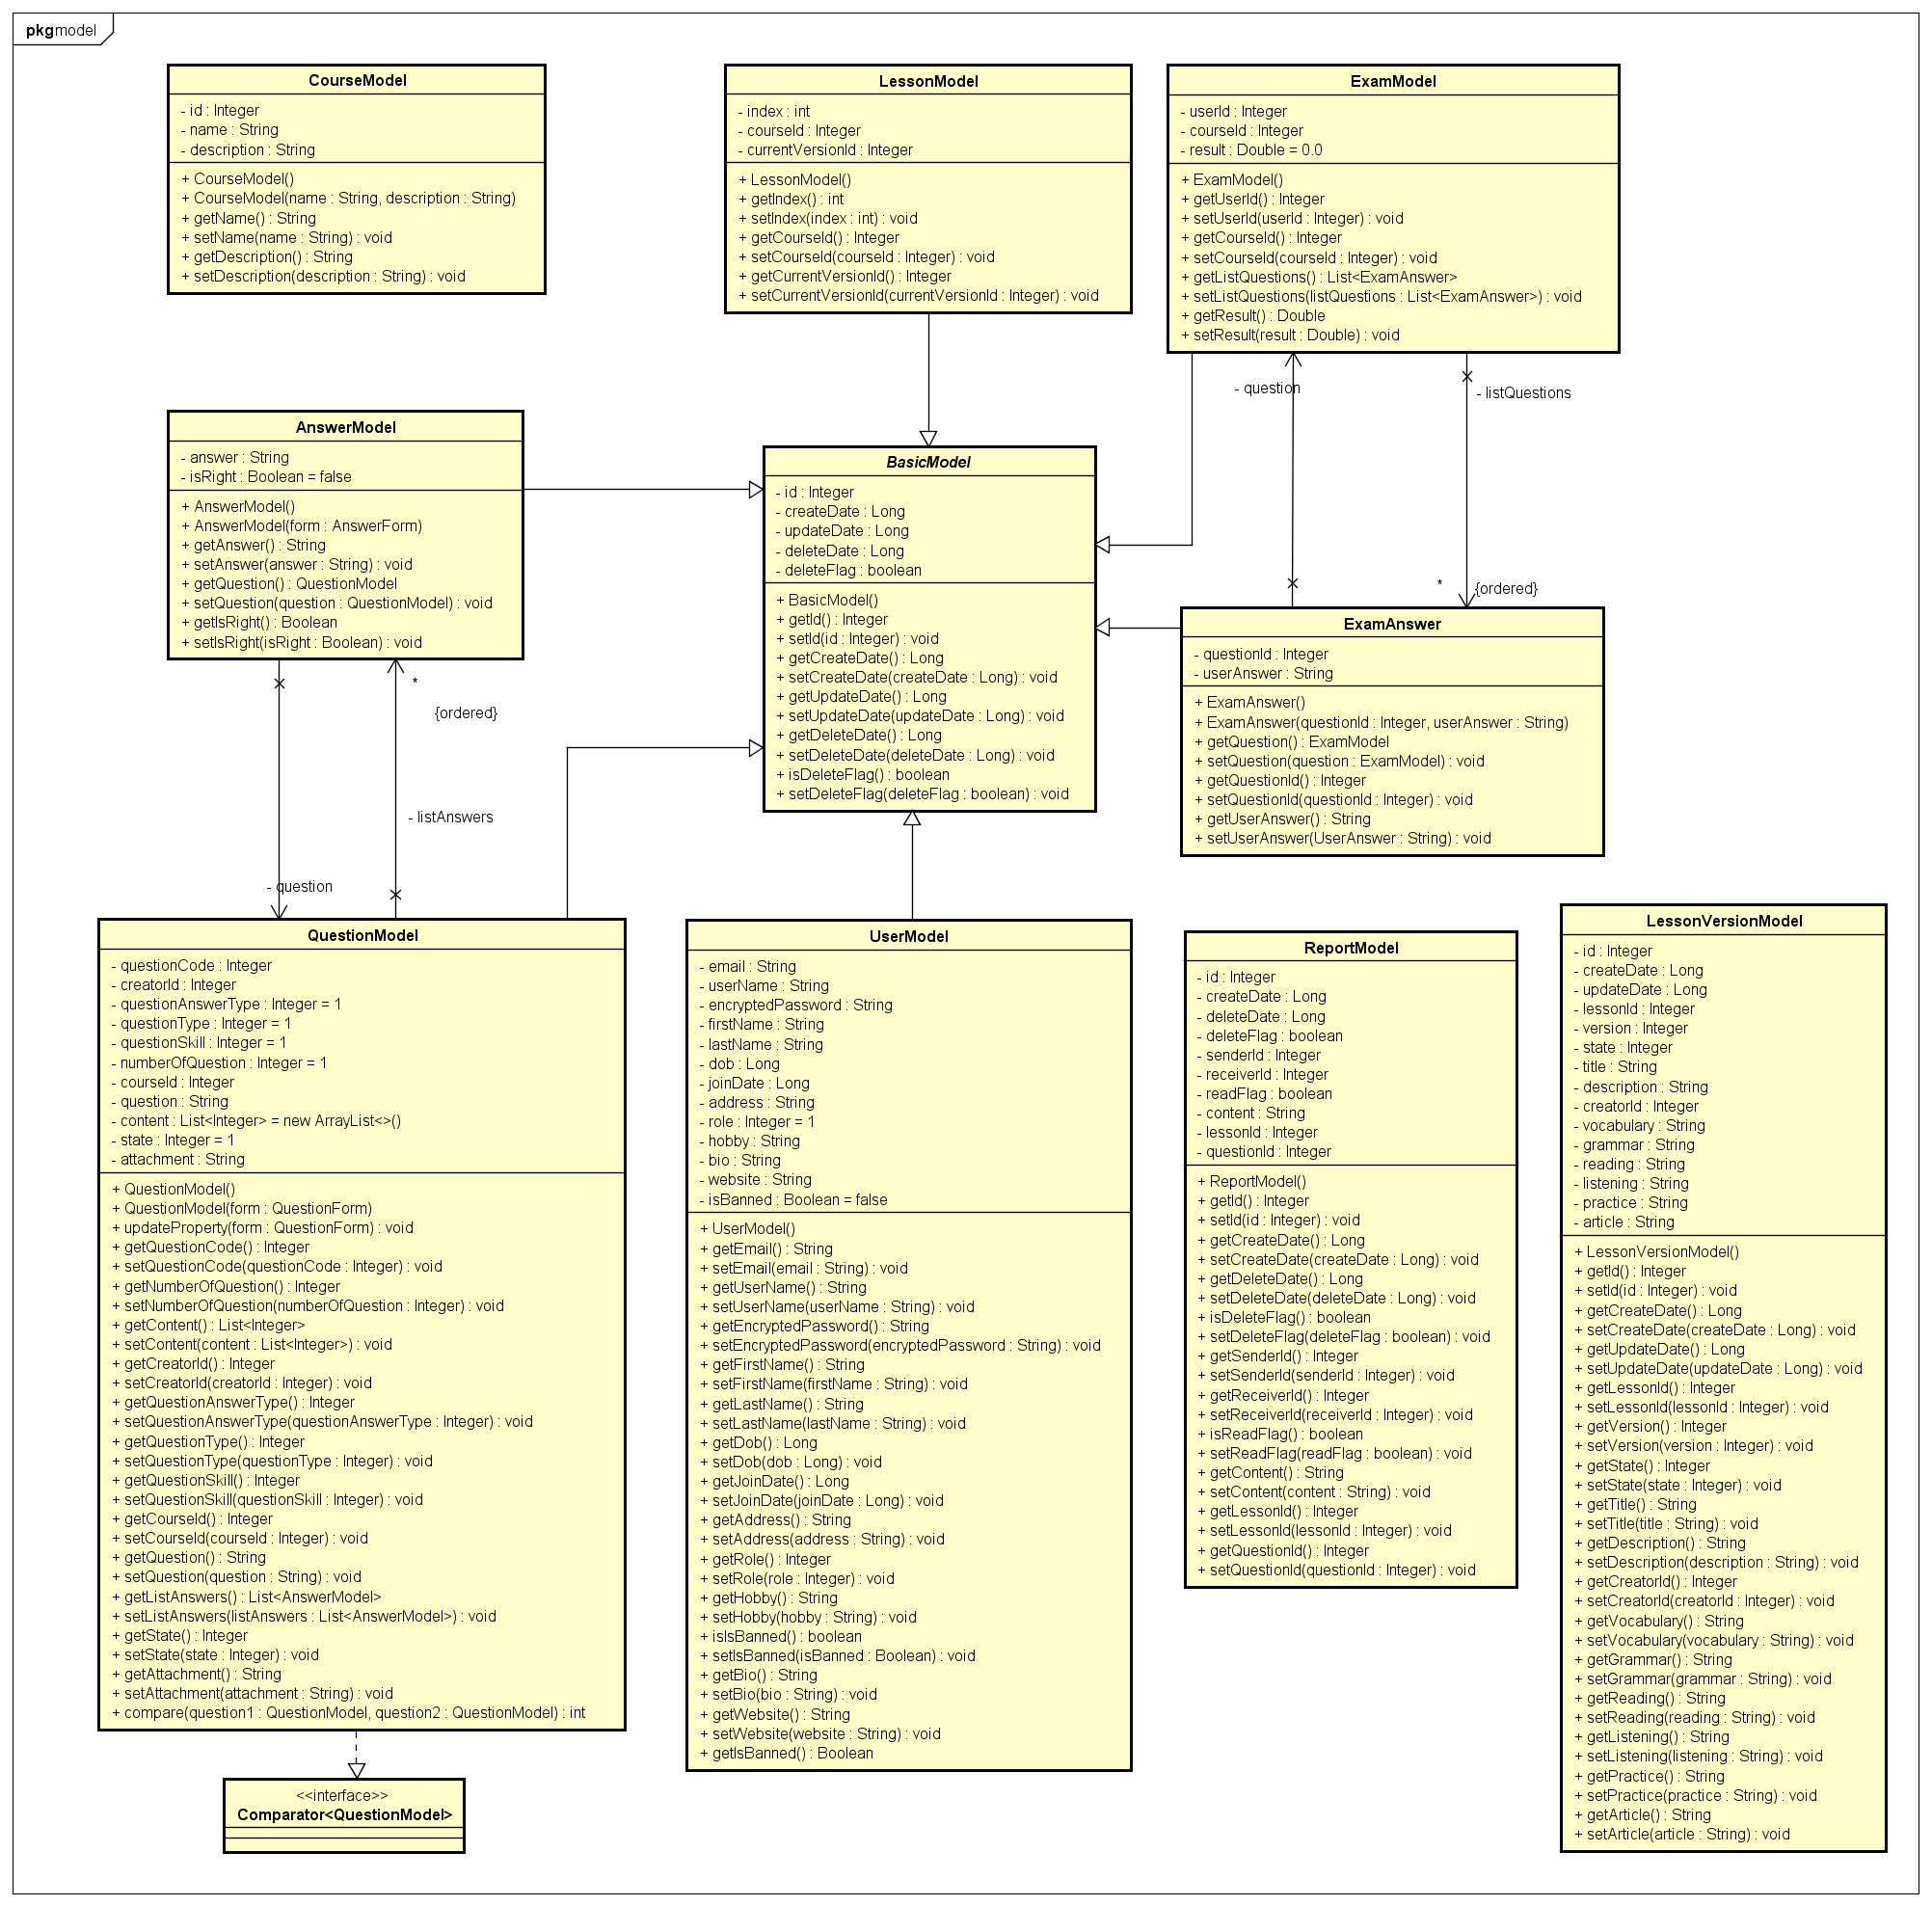 pkg model
CourseModel
- id : Integer
- name : String
- description : String
+ CourseModel()
+ CourseModel(name : String, description : String)
+ getName() : String
+ setName(name : String) : void
+ getDescription() : String
+ setDescription(description : String) : void
LessonModel
- index : int
- courseId : Integer
- currentVersionId : Integer
+ LessonModel()
+ getIndex() : int
+ setIndex(index : int) : void
+ getCourseId() : Integer
+ setCourseId(courseId : Integer) : void
+ getCurrentVersionId() : Integer
+ setCurrentVersionId(currentVersionId : Integer) : void
ExamModel
- userId : Integer
- courseId : Integer
- result : Double = 0.0
+ ExamModel()
+ getUserId() : Integer
+ setUserId(userId : Integer) : void
+ getCourseId() : Integer
+ setCourseId(courseId : Integer) : void
+ getListQuestions() : List<ExamAnswer>
+ setListQuestions(listQuestions : List<ExamAnswer>) : void
+ getResult() : Double
+ setResult(result : Double) : void
- question
- listQuestions
*
{ordered}
AnswerModel
- answer : String
- isRight : Boolean = false
+ AnswerModel()
+ AnswerModel(form : AnswerForm)
+ getAnswer() : String
+ setAnswer(answer : String) : void
+ getQuestion() : QuestionModel
+ setQuestion(question : QuestionModel) : void
+ getIsRight() : Boolean
+ setIsRight(isRight : Boolean) : void
*
{ordered}
- listAnswers
- question
BasicModel
- id : Integer
- createDate : Long
- updateDate : Long
- deleteDate : Long
- deleteFlag : boolean
+ BasicModel()
+ getId() : Integer
+ setId(id : Integer) : void
+ getCreateDate() : Long
+ setCreateDate(createDate : Long) : void
+ getUpdateDate() : Long
+ setUpdateDate(updateDate : Long) : void
+ getDeleteDate() : Long
+ setDeleteDate(deleteDate : Long) : void
+ isDeleteFlag() : boolean
+ setDeleteFlag(deleteFlag : boolean) : void
ExamAnswer
- questionId : Integer
- userAnswer : String
+ ExamAnswer()
+ ExamAnswer(questionId : Integer, userAnswer : String)
+ getQuestion() : ExamModel
+ setQuestion(question : ExamModel) : void
+ getQuestionId() : Integer
+ setQuestionId(questionId : Integer) : void
+ getUserAnswer() : String
+ setUserAnswer(UserAnswer : String) : void
QuestionModel
- questionCode : Integer
- creatorId : Integer
- questionAnswerType : Integer = 1
- questionType : Integer = 1
- questionSkill : Integer = 1
- numberOfQuestion : Integer = 1
- courseId : Integer
- question : String
- content : List<Integer> = new ArrayList<>()
- state : Integer = 1
- attachment : String
+ QuestionModel()
+ QuestionModel(form : QuestionForm)
+ updateProperty(form : QuestionForm) : void
+ getQuestionCode() : Integer
+ setQuestionCode(questionCode : Integer) : void
+ getNumberOfQuestion() : Integer
+ setNumberOfQuestion(numberOfQuestion : Integer) : void
+ getContent() : List<Integer>
+ setContent(content : List<Integer>) : void
+ getCreatorId() : Integer
+ setCreatorId(creatorId : Integer) : void
+ getQuestionAnswerType() : Integer
+ setQuestionAnswerType(questionAnswerType : Integer) : void
+ getQuestionType() : Integer
+ setQuestionType(questionType : Integer) : void
+ getQuestionSkill() : Integer
+ setQuestionSkill(questionSkill : Integer) : void
+ getCourseId() : Integer
+ setCourseId(courseId : Integer) : void
+ getQuestion() : String
+ setQuestion(question : String) : void
+ getListAnswers() : List<AnswerModel>
+ setListAnswers(listAnswers : List<AnswerModel>) : void
+ getState() : Integer
+ setState(state : Integer) : void
+ getAttachment() : String
+ setAttachment(attachment : String) : void
+ compare(question1 : QuestionModel, question2 : QuestionModel) : int
<<interface>>
Comparator<QuestionModel>
UserModel
- email : String
- userName : String
- encryptedPassword : String
- firstName : String
- lastName : String
- dob : Long
- joinDate : Long
- address : String
- role : Integer = 1
- hobby : String
- bio : String
- website : String
- isBanned : Boolean = false
+ UserModel()
+ getEmail() : String
+ setEmail(email : String) : void
+ getUserName() : String
+ setUserName(userName : String) : void
+ getEncryptedPassword() : String
+ setEncryptedPassword(encryptedPassword : String) : void
+ getFirstName() : String
+ setFirstName(firstName : String) : void
+ getLastName() : String
+ setLastName(lastName : String) : void
+ getDob() : Long
+ setDob(dob : Long) : void
+ getJoinDate() : Long
+ setJoinDate(joinDate : Long) : void
+ getAddress() : String
+ setAddress(address : String) : void
+ getRole() : Integer
+ setRole(role : Integer) : void
+ getHobby() : String
+ setHobby(hobby : String) : void
+ isIsBanned() : boolean
+ setIsBanned(isBanned : Boolean) : void
+ getBio() : String
+ setBio(bio : String) : void
+ getWebsite() : String
+ setWebsite(website : String) : void
+ getIsBanned() : Boolean
ReportModel
- id : Integer
- createDate : Long
- deleteDate : Long
- deleteFlag : boolean
- senderId : Integer
- receiverId : Integer
- readFlag : boolean
- content : String
- lessonId : Integer
- questionId : Integer
+ ReportModel()
+ getId() : Integer
+ setId(id : Integer) : void
+ getCreateDate() : Long
+ setCreateDate(createDate : Long) : void
+ getDeleteDate() : Long
+ setDeleteDate(deleteDate : Long) : void
+ isDeleteFlag() : boolean
+ setDeleteFlag(deleteFlag : boolean) : void
+ getSenderId() : Integer
+ setSenderId(senderId : Integer) : void
+ getReceiverId() : Integer
+ setReceiverId(receiverId : Integer) : void
+ isReadFlag() : boolean
+ setReadFlag(readFlag : boolean) : void
+ getContent() : String
+ setContent(content : String) : void
+ getLessonId() : Integer
+ setLessonId(lessonId : Integer) : void
+ getQuestionId() : Integer
+ setQuestionId(questionId : Integer) : void
LessonVersionModel
- id : Integer
- createDate : Long
- updateDate : Long
- lessonId : Integer
- version : Integer
- state : Integer
- title : String
- description : String
- creatorId : Integer
- vocabulary : String
- grammar : String
- reading : String
- listening : String
- practice : String
- article : String
+ LessonVersionModel()
+ getId() : Integer
+ setId(id : Integer) : void
+ getCreateDate() : Long
+ setCreateDate(createDate : Long) : void
+ getUpdateDate() : Long
+ setUpdateDate(updateDate : Long) : void
+ getLessonId() : Integer
+ setLessonId(lessonId : Integer) : void
+ getVersion() : Integer
+ setVersion(version : Integer) : void
+ getState() : Integer
+ setState(state : Integer) : void
+ getTitle() : String
+ setTitle(title : String) : void
+ getDescription() : String
+ setDescription(description : String) : void
+ getCreatorId() : Integer
+ setCreatorId(creatorId : Integer) : void
+ getVocabulary() : String
+ setVocabulary(vocabulary : String) : void
+ getGrammar() : String
+ setGrammar(grammar : String) : void
+ getReading() : String
+ setReading(reading : String) : void
+ getListening() : String
+ setListening(listening : String) : void
+ getPractice() : String
+ setPractice(practice : String) : void
+ getArticle() : String
+ setArticle(article : String) : void